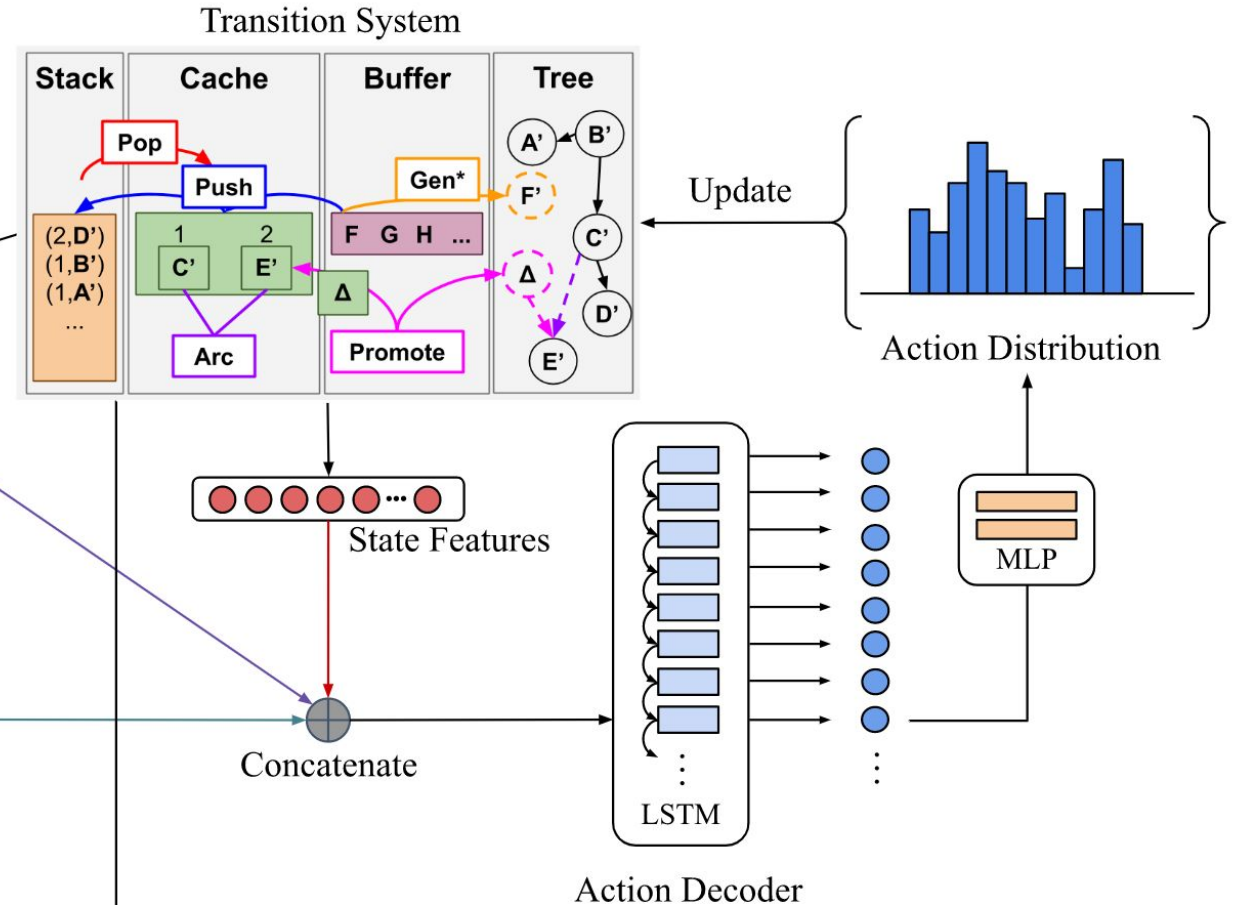 Transition System
Stack Cache Buffer Tree
Pop
Push
Gen*
A' B'
F'
(2,D')
(1,B')
(1,A')
...
1 2
C' E'
F G H ...
Δ
C'
Δ
D'
E'
Arc
Promote
Update
Action Distribution
State Features
...
MLP
Concatenate
LSTM
Action Decoder